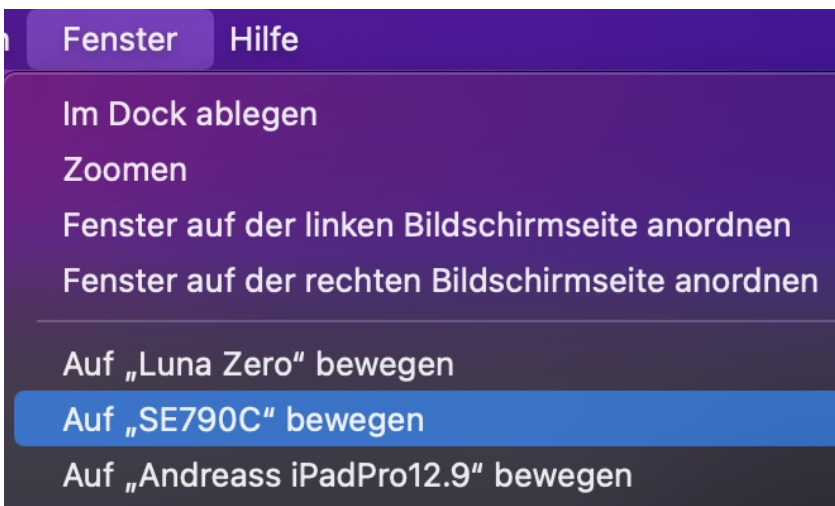 Fenster Hilfe
Im Dock ablegen
Zoomen
Fenster auf der linken Bildschirmseite anordnen
Fenster auf der rechten Bildschirmseite anordnen
Auf „Luna Zero“ bewegen
Auf „SE790C“ bewegen
Auf „Andreass iPadPro12.9“ bewegen